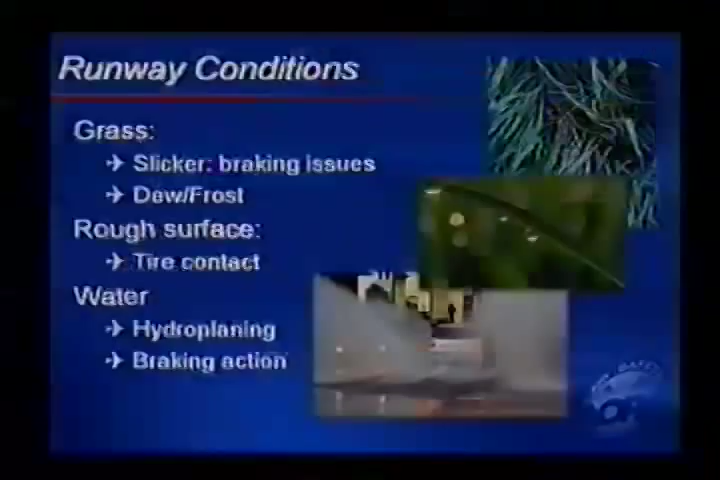 Runway Conditions
Grass:
Slicker: braking issues
Dew/Frost
Rough surface:
Tire contact
Water
Hydroplaning
Braking action